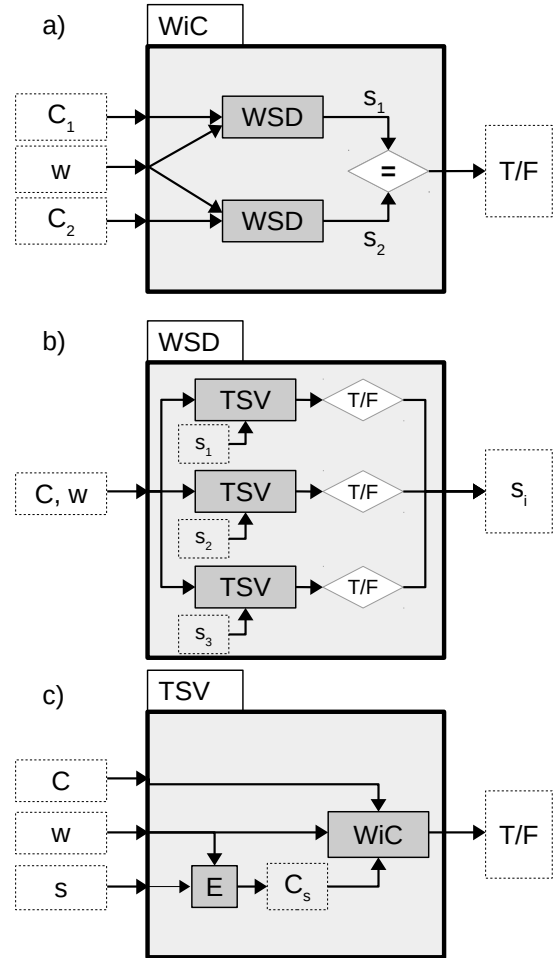 a)
WiC
C₁
w
C₂
WSD
WSD
s₁
=
s₂
T/F
b)
WSD
C, w
TSV
s₁
T/F
TSV
s₂
T/F
TSV
s₃
T/F
sᵢ
c)
TSV
C
w
s
E
Cₛ
WiC
T/F